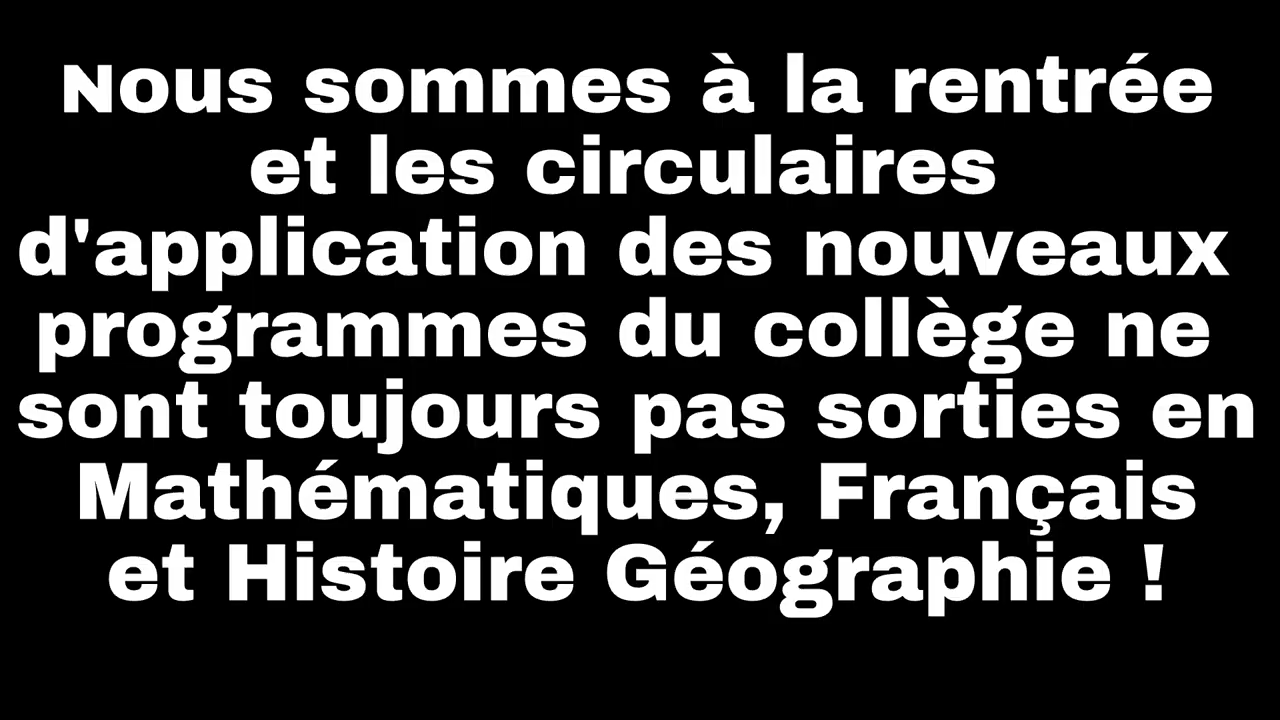 Nous sommes à la rentrée
et les circulaires
d'application des nouveaux
programmes du collège ne
sont toujours pas sorties en
Mathématiques, Français
et Histoire Géographie !